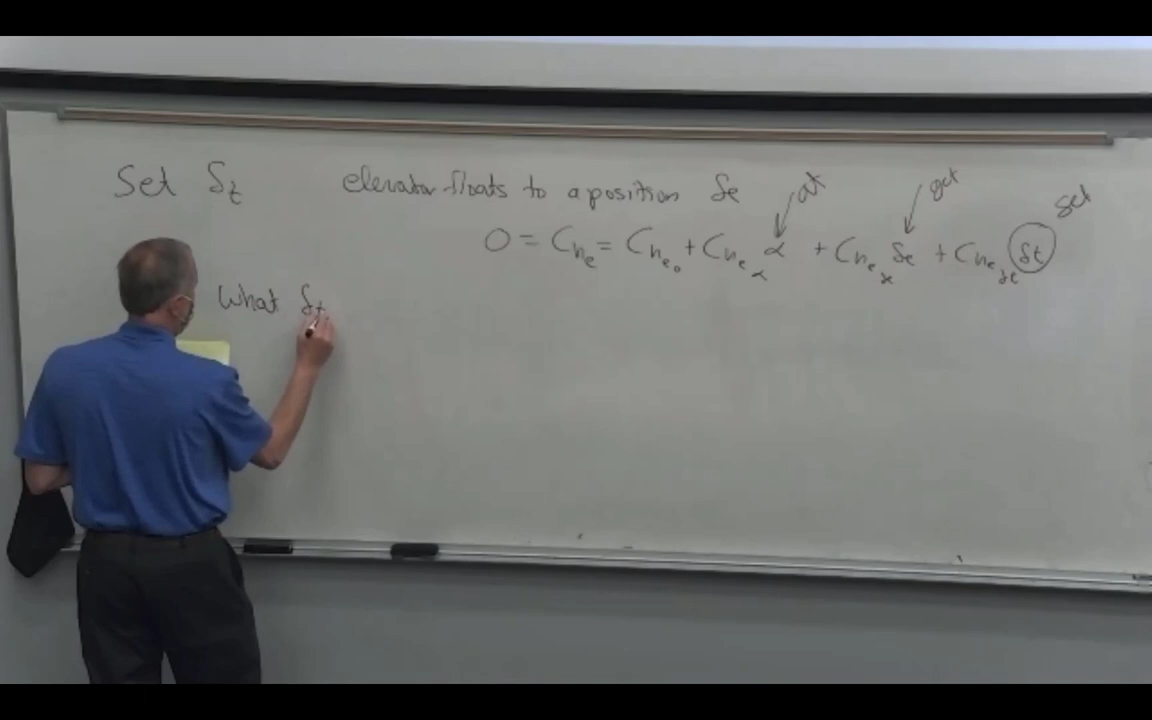 Set δt elevator floats to a position δe
at get set
0 = Cₕₑ = Cₕₑ₀ + Cₕₑα α + Cₕₑδe δe + Cₕₑδt δt
What δt